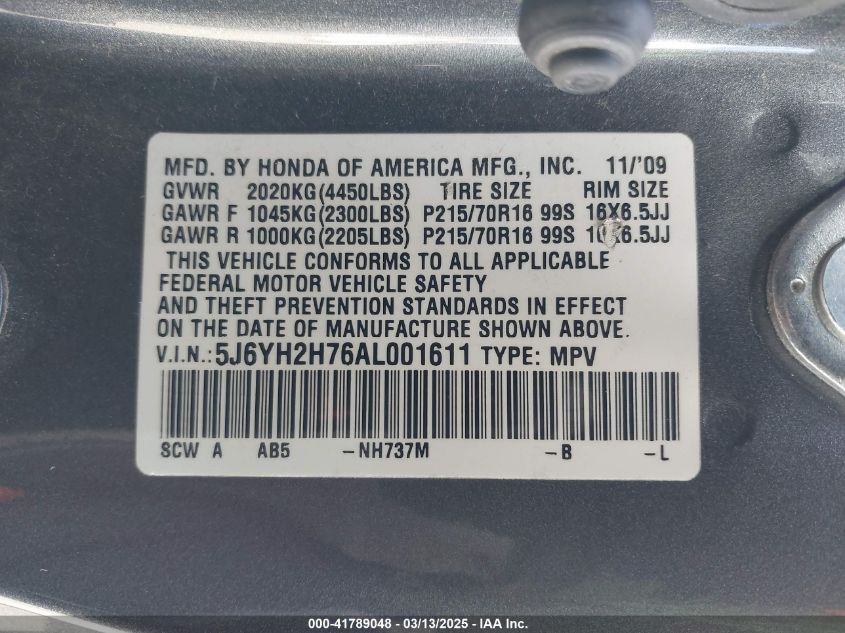 MFD. BY HONDA OF AMERICA MFG., INC. 11/'09
GVWR 2020KG(4450LBS) TIRE SIZE RIM SIZE
GAWR F 1045KG(2300LBS) P215/70R16 99S 16X6.5JJ
GAWR R 1000KG(2205LBS) P215/70R16 99S
THIS VEHICLE CONFORMS TO ALL APPLICABLE
FEDERAL MOTOR VEHICLE SAFETY
AND THEFT PREVENTION STANDARDS IN EFFECT
ON THE DATE OF MANUFACTURE SHOWN ABOVE.
V.I.N.: 5J6YH2H76AL001611 TYPE: MPV
SCW A AB5 -NH737M -B -L
000-41789048 - 03/13/2025 - IAA Inc.